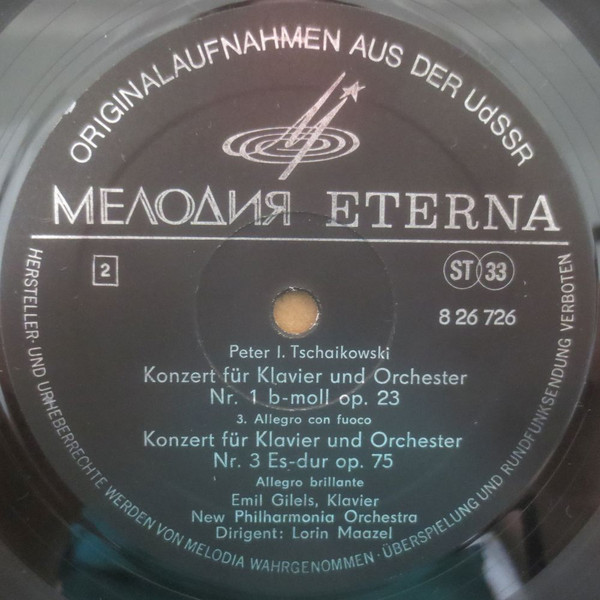 ORIGINALAUFNAHMEN AUS DER UdSSR
МЕЛОДИЯ ETERNA
2
ST 33
8 26 726
Peter I. Tschaikowski
Konzert für Klavier und Orchester
Nr. 1 b-moll op. 23
3. Allegro con fuoco
Konzert für Klavier und Orchester
Nr. 3 Es-dur op. 75
Allegro brillante
Emil Gilels, Klavier
New Philharmonia Orchestra
Dirigent: Lorin Maazel
HERSTELLER- UND URHEBERRECHTE WERDEN VON MELODIA WAHRGENOMMEN · ÜBERSPIELUNG UND RUNDFUNKSENDUNG VERBOTEN